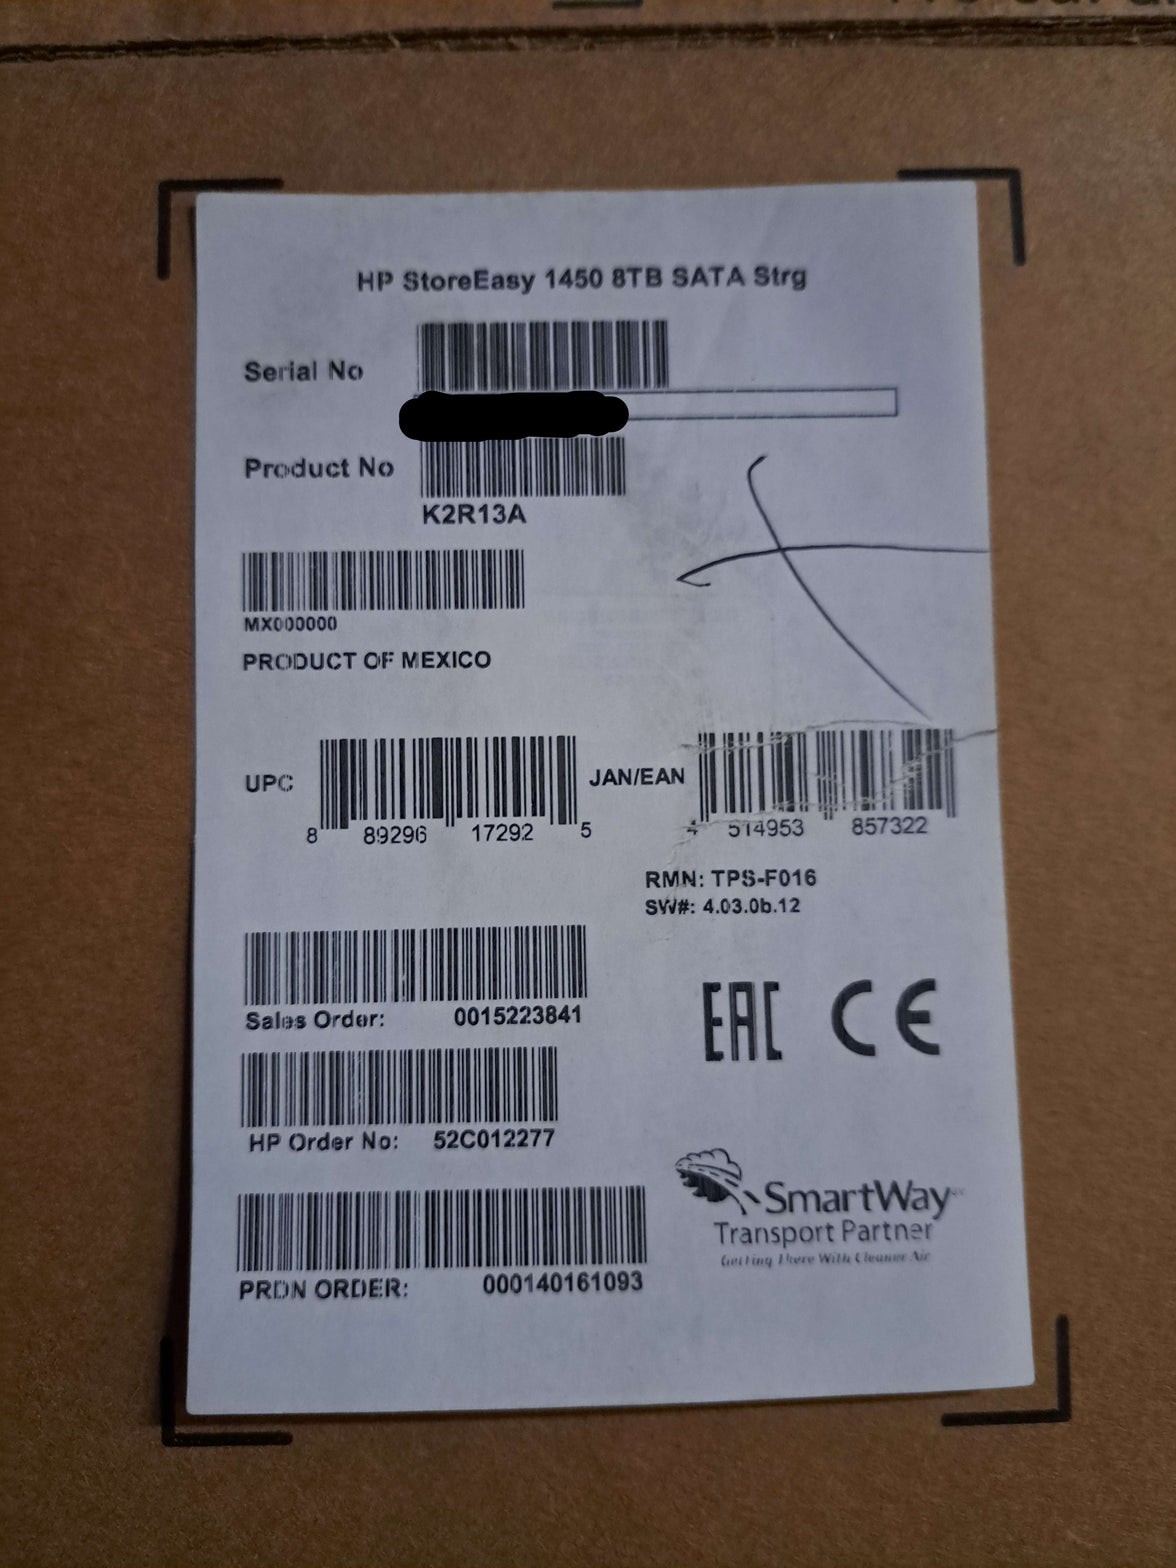 HP StoreEasy 1450 8TB SATA Strg
Serial No
Product No
K2R13A
MX000000
PRODUCT OF MEXICO
UPC
8 89296 17292 5
JAN/EAN
4 514953 857322
RMN: TPS-F016
SW#: 4.03.0b.12
EAC CE
Sales Order: 0015223841
HP Order No: 52C012277
SmartWay
Transport Partner
Getting There With Cleaner Air
PRDN ORDER: 000140161093